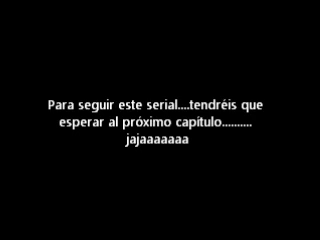 Para seguir este serial....tendréis que
esperar al próximo capítulo..........
jajaaaaaaa